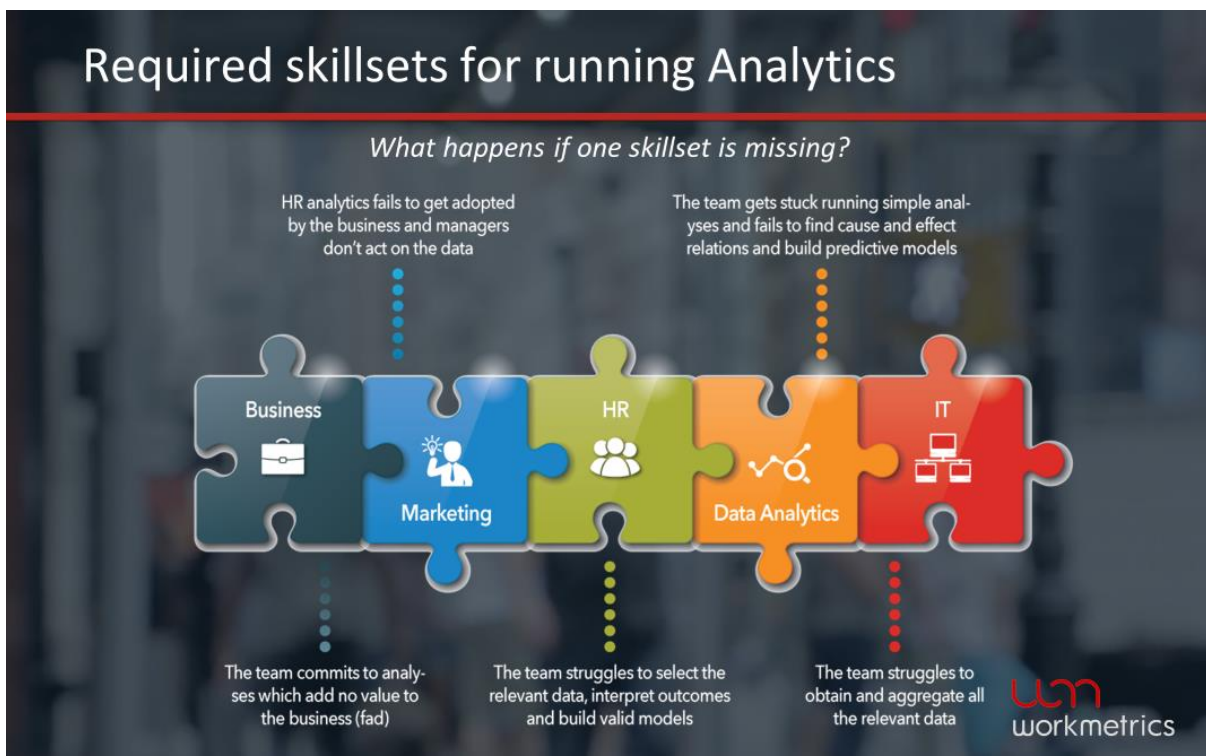 Required skillsets for running Analytics
What happens if one skillset is missing?
HR analytics fails to get adopted
by the business and managers
don't act on the data
The team gets stuck running simple anal-
yses and fails to find cause and effect
relations and build predictive models
Business
Marketing
HR
Data Analytics
IT
The team commits to analy-
ses which add no value to
the business (fad)
The team struggles to select the
relevant data, interpret outcomes
and build valid models
The team struggles to
obtain and aggregate all
the relevant data
wm
workmetrics